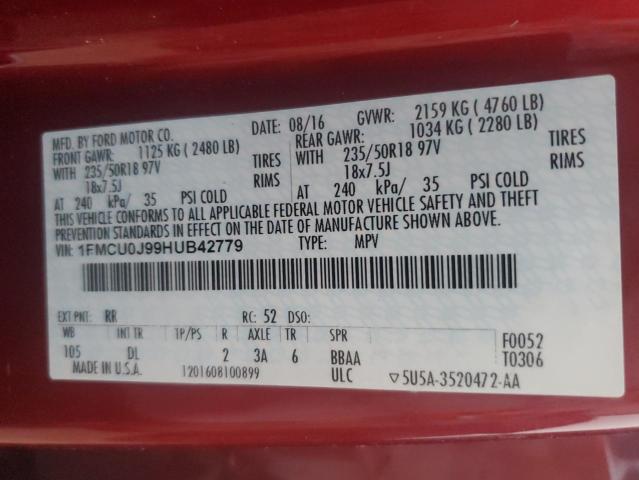 MFD. BY FORD MOTOR CO. DATE: 08/16 GVWR: 2159 KG ( 4760 LB)
FRONT GAWR: 1125 KG ( 2480 LB) REAR GAWR: 1034 KG ( 2280 LB)
WITH 235/50R18 97V TIRES WITH 235/50R18 97V TIRES
18x7.5J RIMS 18x7.5J RIMS
AT 240 kPa/ 35 PSI COLD AT 240 kPa/ 35 PSI COLD
THIS VEHICLE CONFORMS TO ALL APPLICABLE FEDERAL MOTOR VEHICLE SAFETY AND THEFT
PREVENTION STANDARDS IN EFFECT ON THE DATE OF MANUFACTURE SHOWN ABOVE.
VIN: 1FMCU0J99HUB42779 TYPE: MPV
EXT PNT: RR RC: 52 DSO:
WB INT TR TP/PS R AXLE TR SPR F0052
105 DL 2 3A 6 BBAA T0306
MADE IN U.S.A. 1201608100899 ULC ▽5U5A-3520472-AA